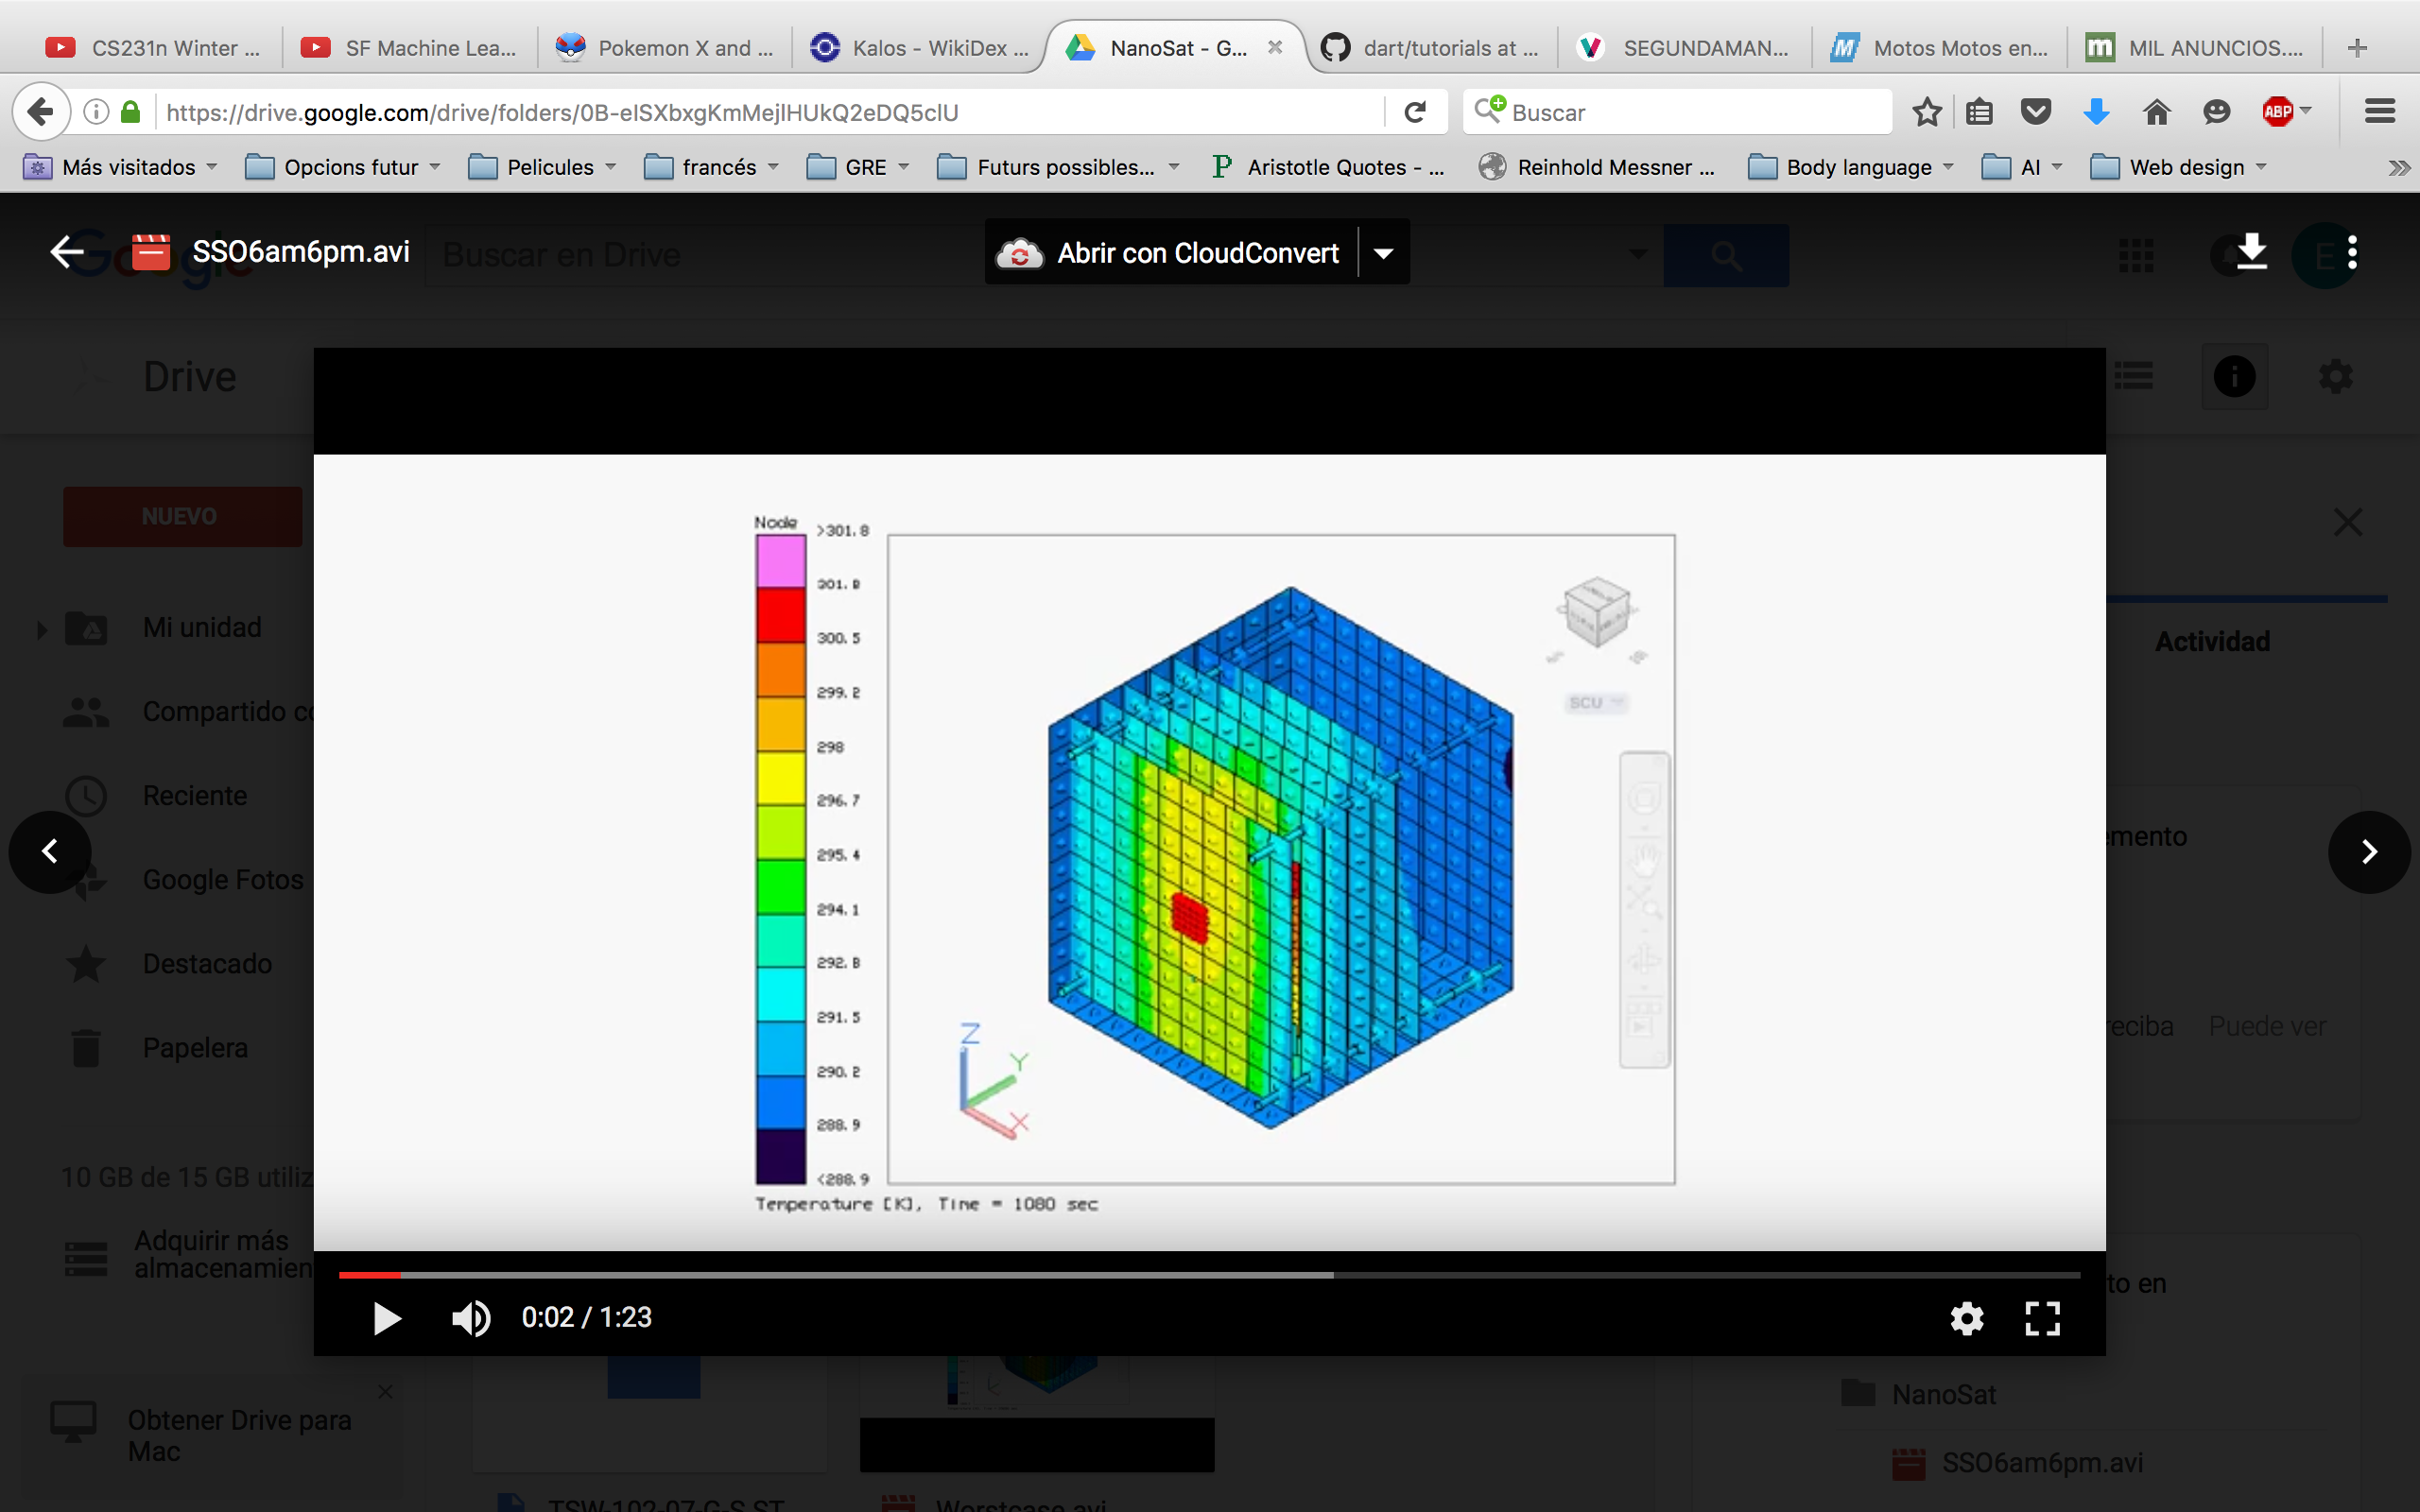 CS231n Winter ...
SF Machine Lea...
Pokemon X and ...
Kalos - WikiDex ...
NanoSat - G...
dart/tutorials at ...
SEGUNDAMAN...
Motos Motos en...
MIL ANUNCIOS....
https://drive.google.com/drive/folders/0B-eISXbxgKmMejlHUkQ2eDQ5clU
Buscar
ABP
Más visitados
Opcions futur
Pelicules
francés
GRE
Futurs possibles...
Aristotle Quotes - ...
Reinhold Messner ...
Body language
AI
Web design
SSO6am6pm.avi
Buscar en Drive
Abrir con CloudConvert
E
Drive
NUEVO
Mi unidad
Compartido co
Reciente
Google Fotos
Destacado
Papelera
10 GB de 15 GB utiliz
Adquirir más
almacenamien
Obtener Drive para
Mac
Node
>301.8
301.8
300.5
299.2
298
296.7
295.4
294.1
292.8
291.5
290.2
288.9
<288.9
Temperature [K], Time = 1080 sec
Z
Y
X
SCU
0:02 / 1:23
Actividad
emento
reciba
Puede ver
to en
NanoSat
SSO6am6pm.avi
TSW-102-07-G-S ST
Worstcase.avi